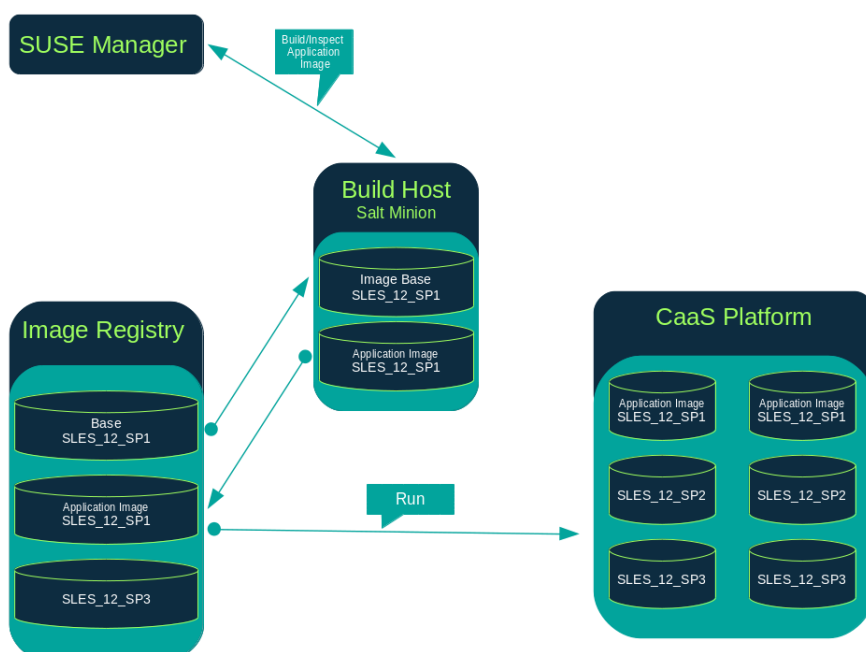 SUSE Manager
Build/Inspect
Application
Image
Build Host
Salt Minion
Image Base
SLES_12_SP1
Application Image
SLES_12_SP1
Image Registry
Base
SLES_12_SP1
Application Image
SLES_12_SP1
SLES_12_SP3
Run
CaaS Platform
Application Image
SLES_12_SP1
Application Image
SLES_12_SP1
SLES_12_SP2
SLES_12_SP2
SLES_12_SP3
SLES_12_SP3